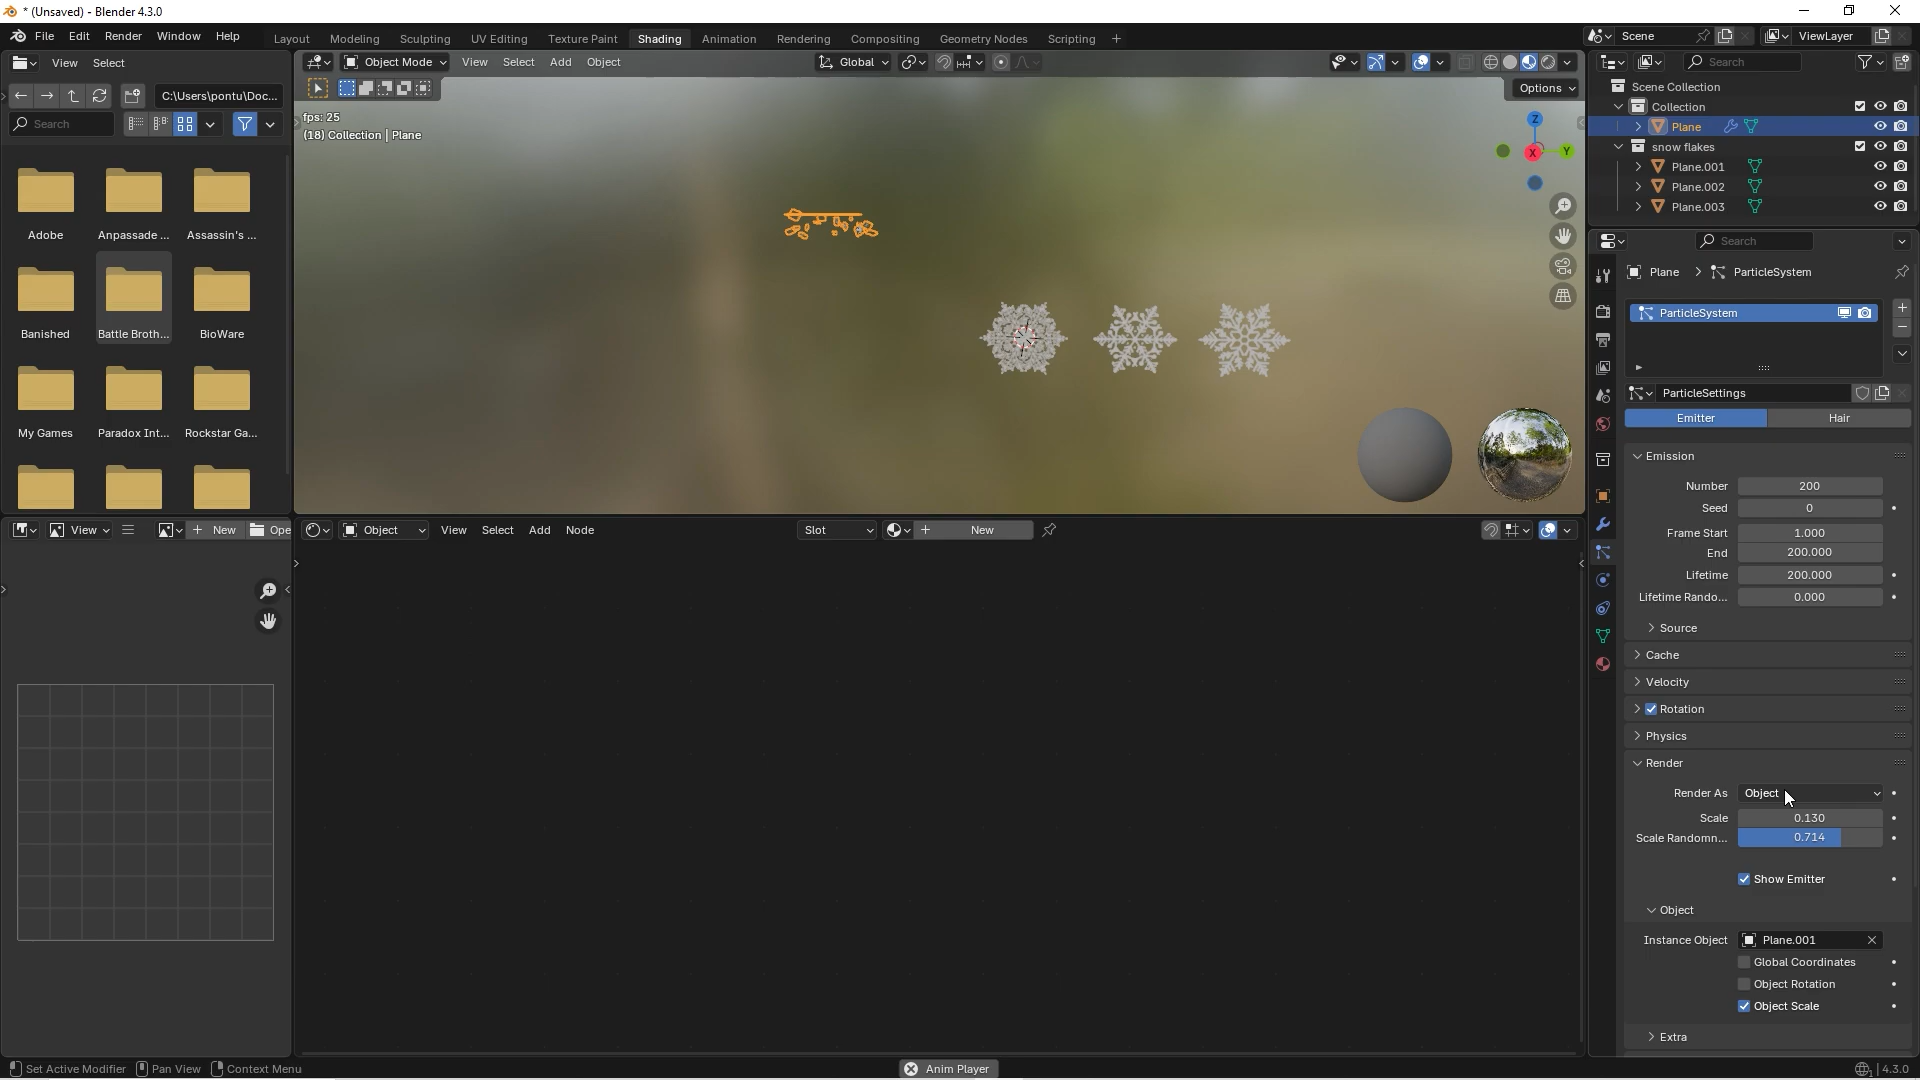 * (Unsaved) - Blender 4.3.0
File Edit Render Window Help
Layout Modeling Sculpting UV Editing Texture Paint Shading Animation Rendering Compositing Geometry Nodes Scripting +
Scene
ViewLayer
View Select
C:\Users\pontu\Doc...
Search
Adobe
Anpassade ...
Assassin's ...
Banished
Battle Broth...
BioWare
My Games
Paradox Int...
Rockstar Ga...
Object Mode View Select Add Object
Global
Options
fps: 25
(18) Collection | Plane
Z
X
Y
View
New
Ope
Object View Select Add Node
Slot
New
Search
Scene Collection
Collection
Plane
snow flakes
Plane.001
Plane.002
Plane.003
Search
Plane > ParticleSystem
ParticleSystem
ParticleSettings
Emitter Hair
Emission
Number 200
Seed 0
Frame Start 1.000
End 200.000
Lifetime 200.000
Lifetime Rando... 0.000
Source
Cache
Velocity
Rotation
Physics
Render
Render As Object
Scale 0.130
Scale Randomn... 0.714
Show Emitter
Object
Instance Object Plane.001
Global Coordinates
Object Rotation
Object Scale
Extra
Set Active Modifier Pan View Context Menu
Anim Player
4.3.0